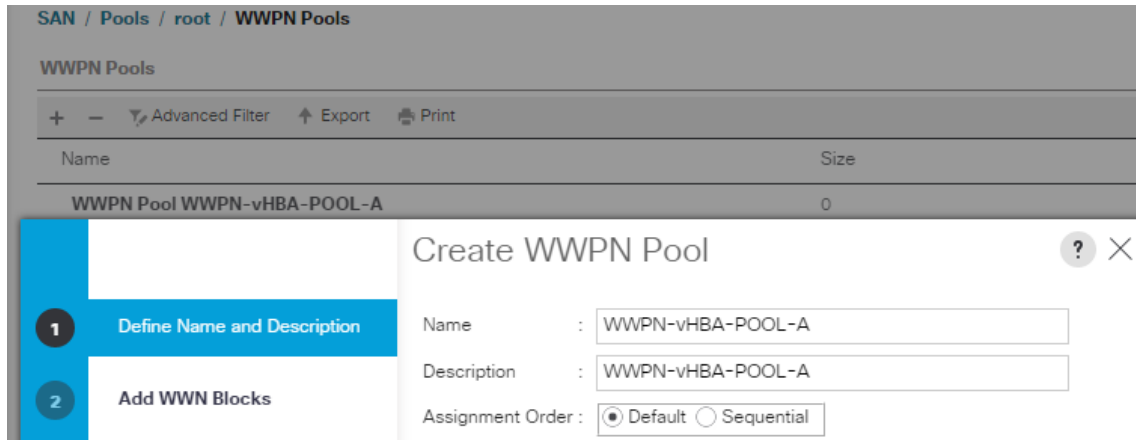 SAN / Pools / root / WWPN Pools
WWPN Pools
+ − Advanced Filter Export Print
Name Size
WWPN Pool WWPN-vHBA-POOL-A 0
Create WWPN Pool ? ×
1 Define Name and Description
Name : WWPN-vHBA-POOL-A
Description : WWPN-vHBA-POOL-A
2 Add WWN Blocks
Assignment Order : Default Sequential